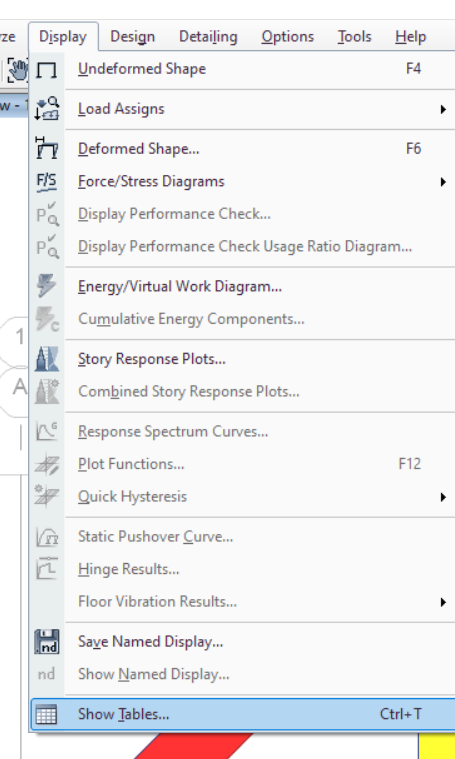 Display Design Detailing Options Tools Help
Undeformed Shape F4
Load Assigns
Deformed Shape... F6
F/S Force/Stress Diagrams
Display Performance Check...
Display Performance Check Usage Ratio Diagram...
Energy/Virtual Work Diagram...
Cumulative Energy Components...
1
Story Response Plots...
A
Combined Story Response Plots...
Response Spectrum Curves...
Plot Functions... F12
Quick Hysteresis
Static Pushover Curve...
Hinge Results...
Floor Vibration Results...
nd Save Named Display...
nd Show Named Display...
Show Tables... Ctrl+T